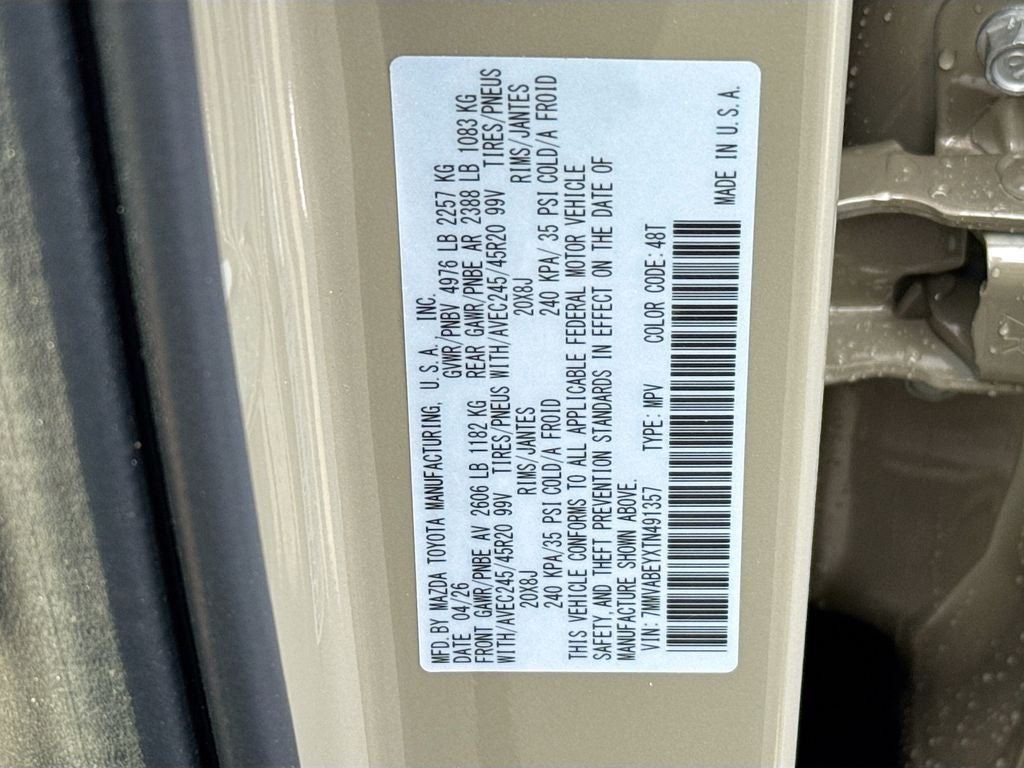 MFD. BY MAZDA TOYOTA MANUFACTURING, U.S.A., INC.
DATE 04/26 GVWR/PNBV 4976 LB 2257 KG
FRONT GAWR/PNBE AV 2606 LB 1182 KG REAR GAWR/PNBE AR 2388 LB 1083 KG
WITH/AVEC245/45R20 99V TIRES/PNEUS WITH/AVEC245/45R20 99V TIRES/PNEUS
20X8J RIMS/JANTES 20X8J RIMS/JANTES
240 KPA/35 PSI COLD/A FROID 240 KPA/ 35 PSI COLD/A FROID
THIS VEHICLE CONFORMS TO ALL APPLICABLE FEDERAL MOTOR VEHICLE
SAFETY, AND THEFT PREVENTION STANDARDS IN EFFECT ON THE DATE OF
MANUFACTURE SHOWN ABOVE.
VIN: 7MMVABEYXTN491357 TYPE: MPV COLOR CODE: 48T
MADE IN U.S.A.